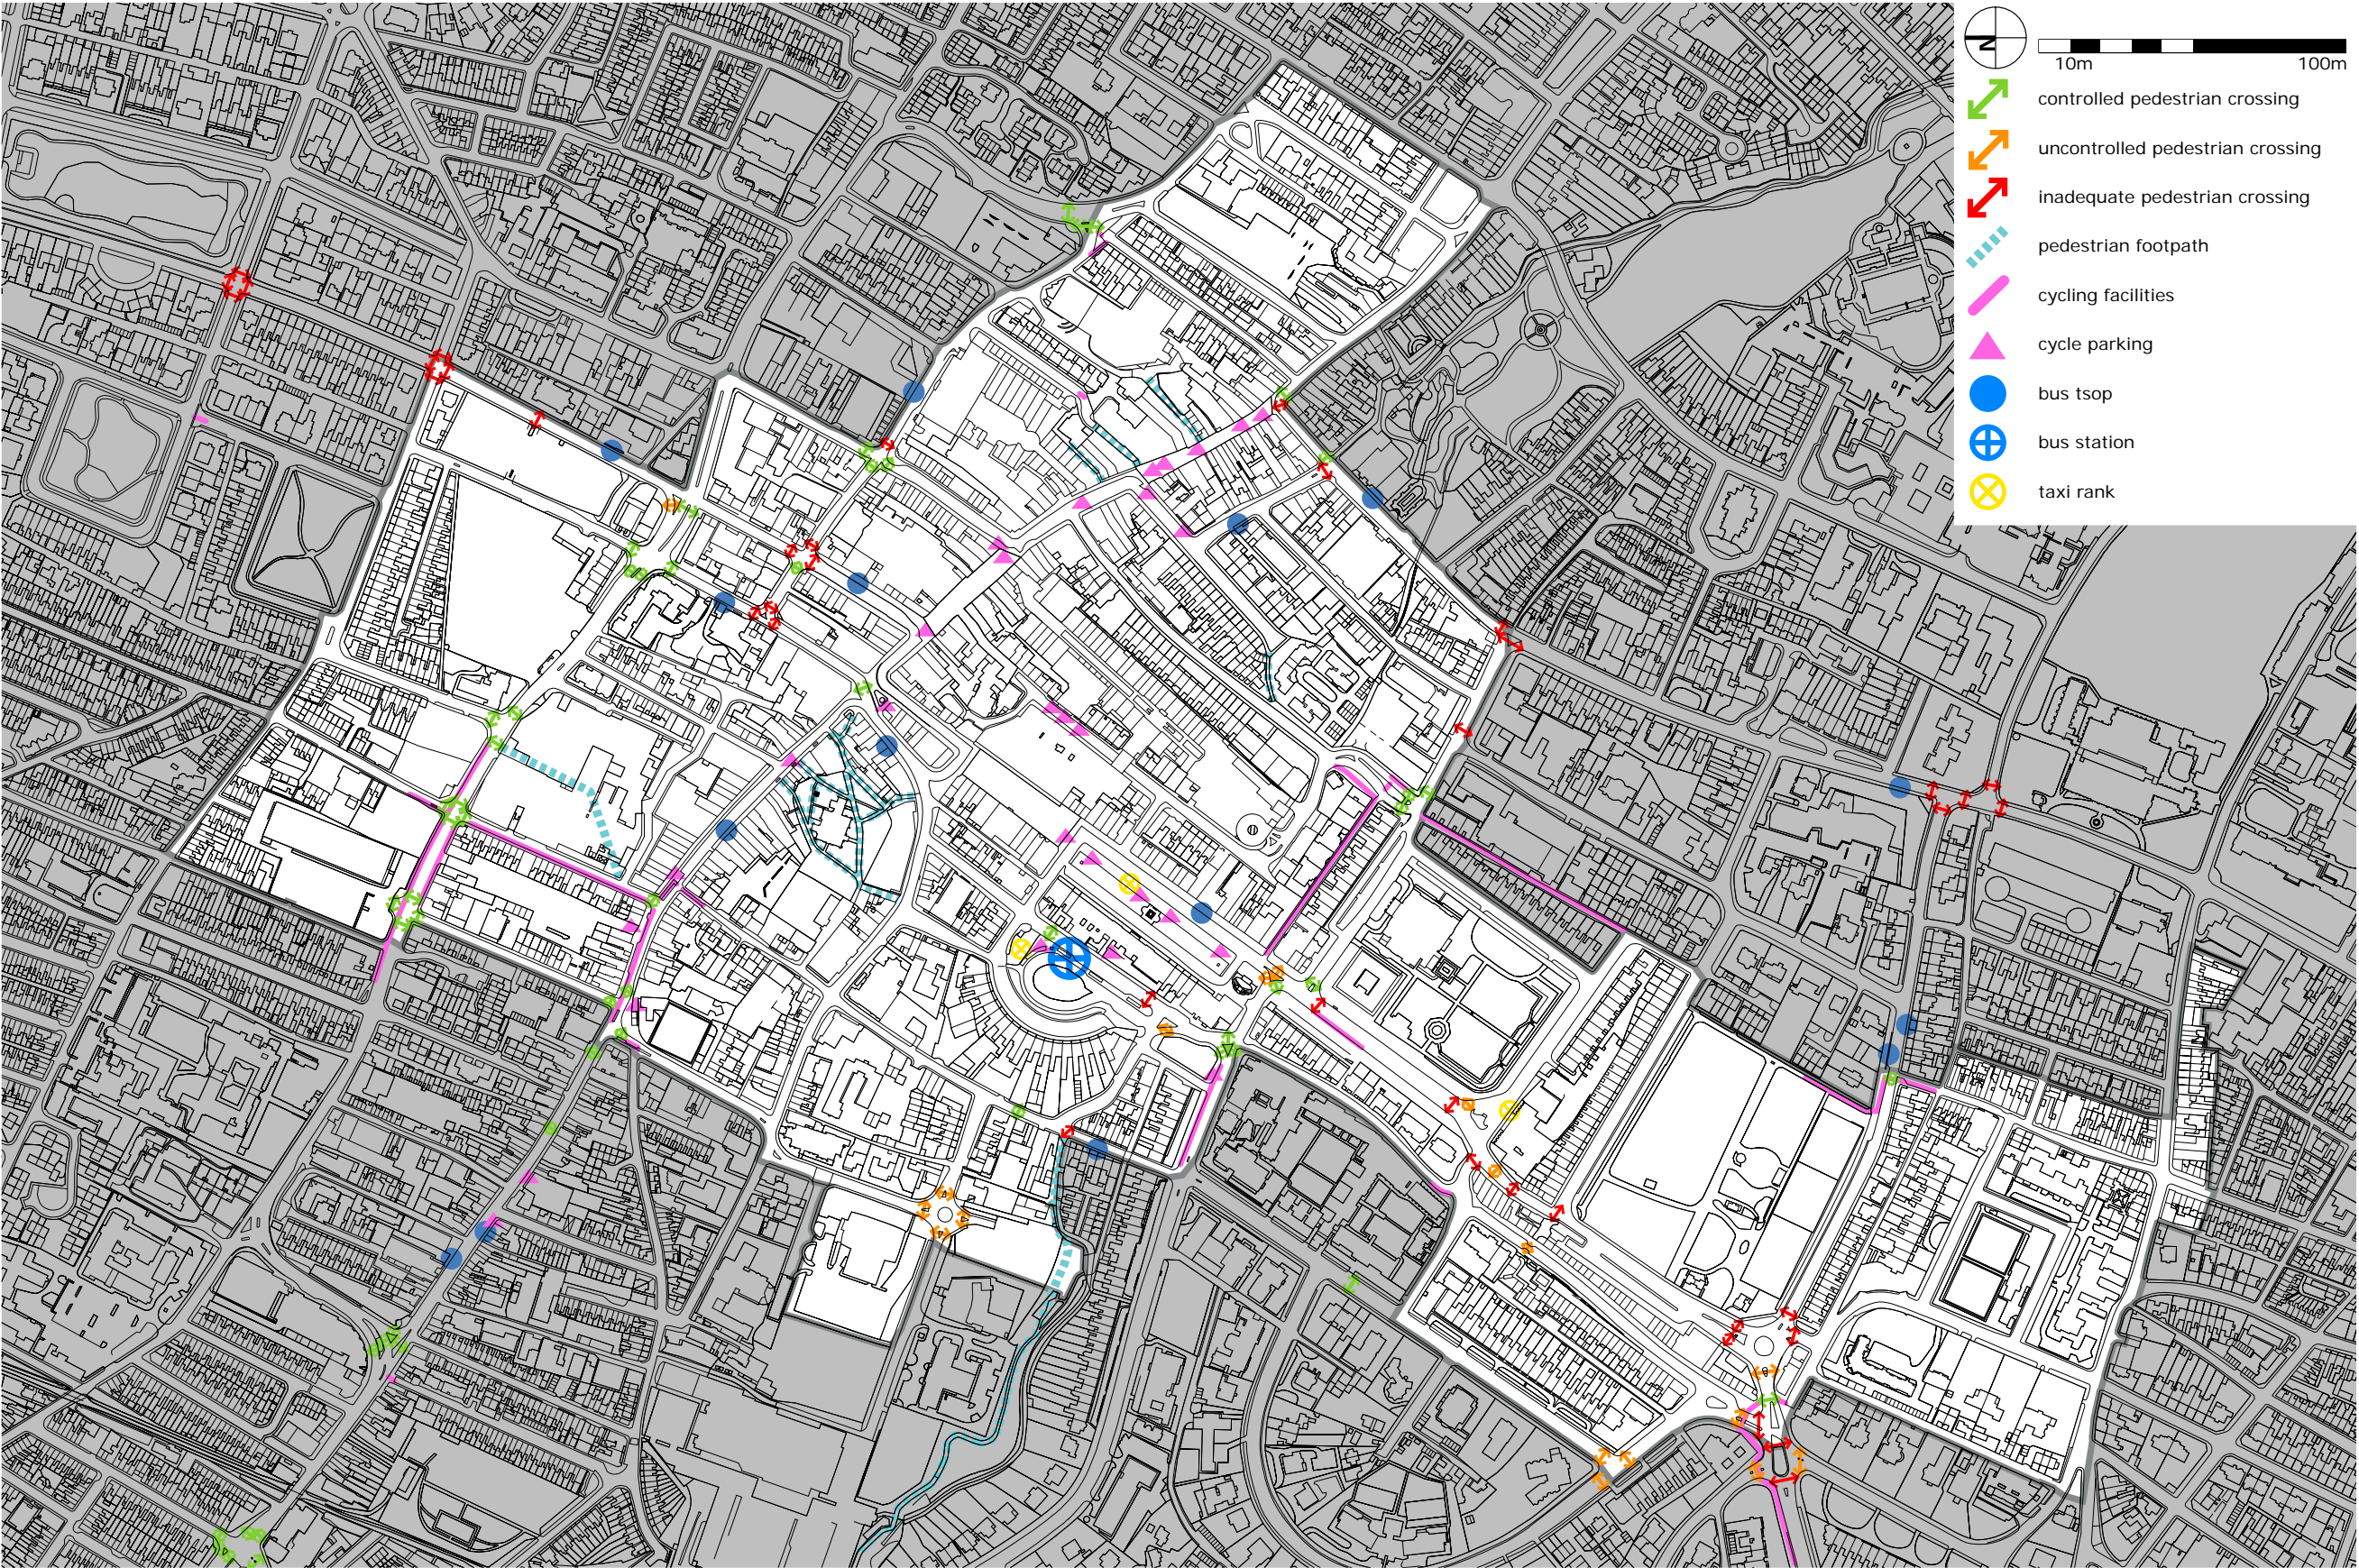 N
10m 100m
controlled pedestrian crossing
uncontrolled pedestrian crossing
inadequate pedestrian crossing
pedestrian footpath
cycling facilities
cycle parking
bus tsop
bus station
taxi rank